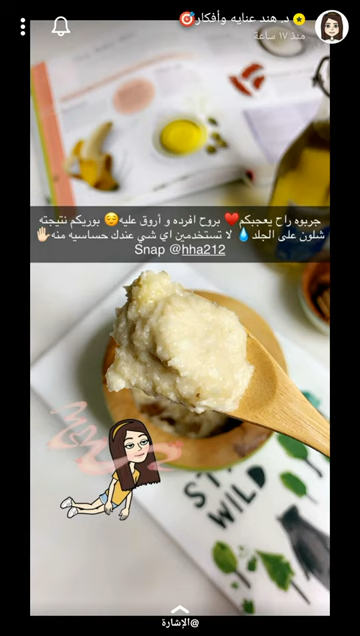 د. هند عنايه وأفكار🎯
منذ ١٧ ساعة
جربوه راح يعجبكم❤️ بروح افرده و أروق عليه☺️ بوريكم نتيجته
شلون على الجلد💧 لا تستخدمين اي شي عندك حساسيه منه✋🏻
Snap @hha212
STAY
WILD
@الإشارة